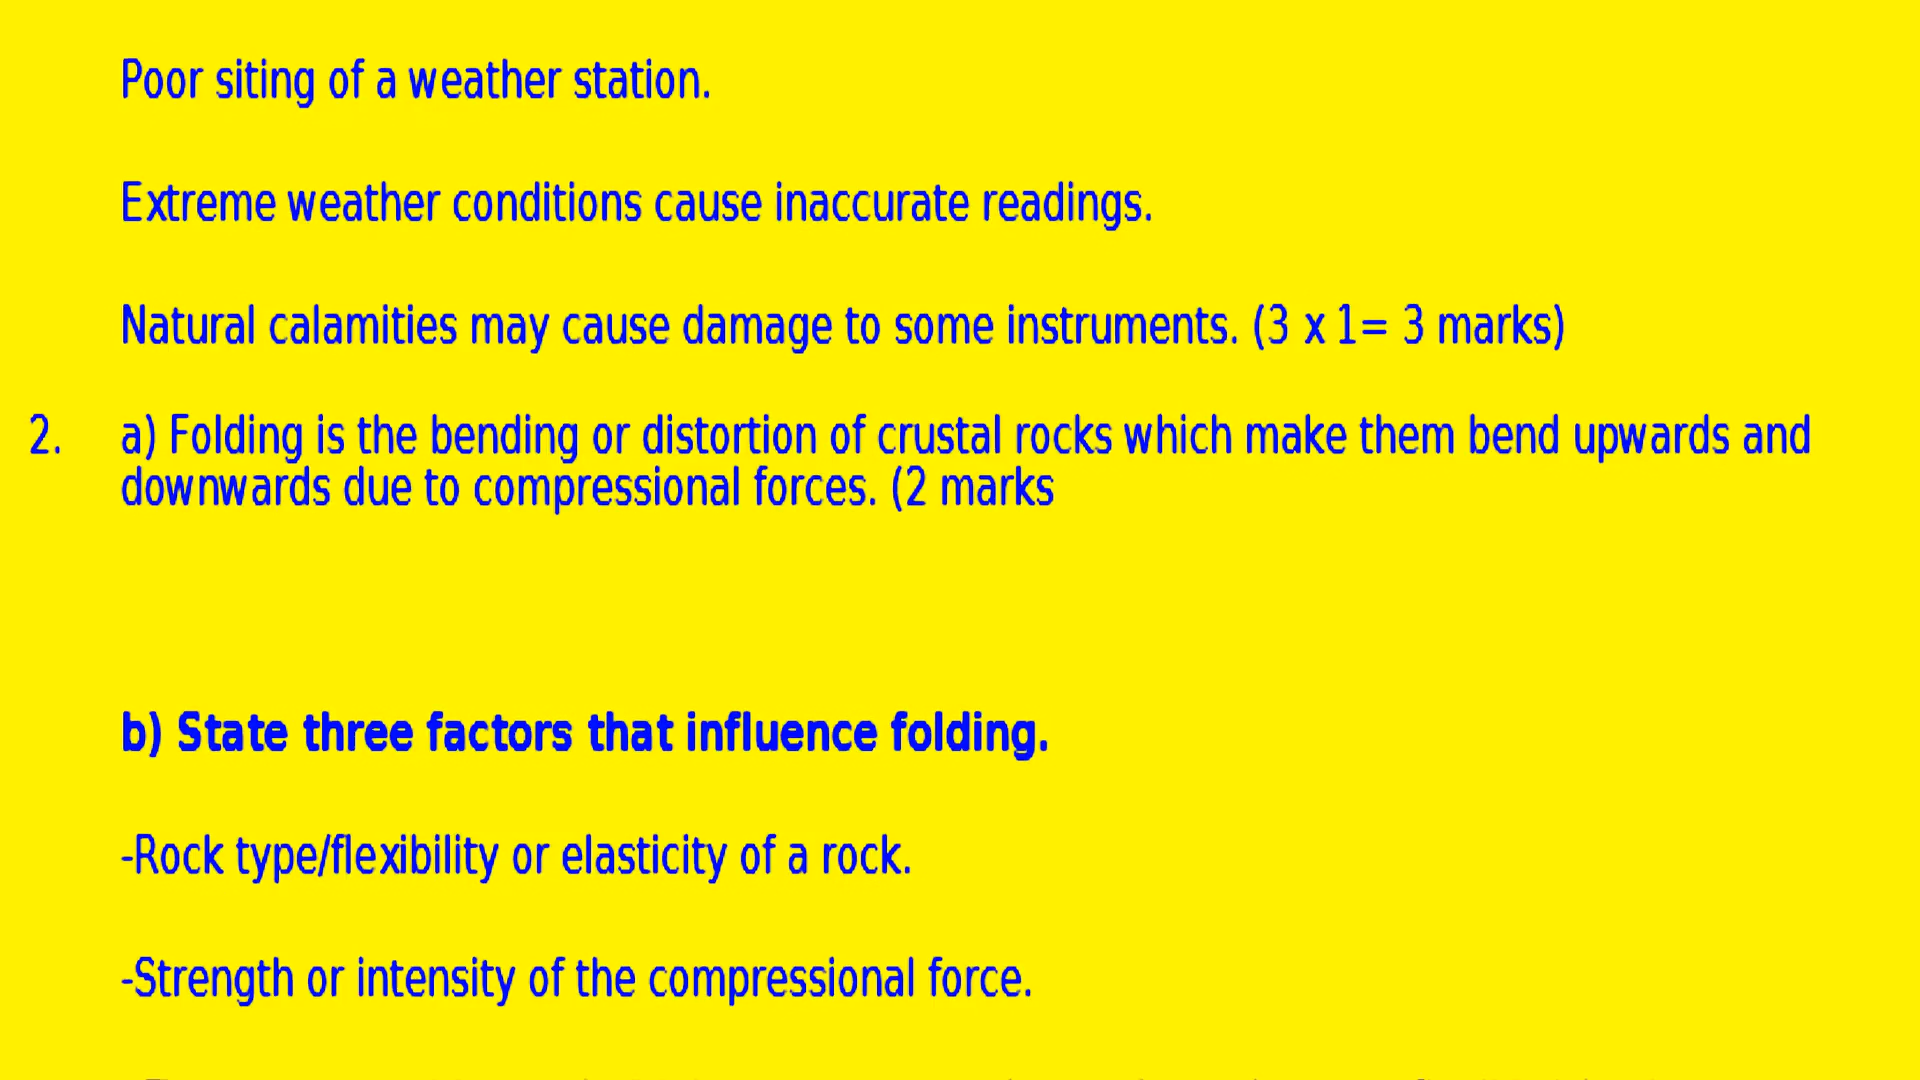 Poor siting of a weather station.
Extreme weather conditions cause inaccurate readings.
Natural calamities may cause damage to some instruments. (3 x 1= 3 marks)
2. a) Folding is the bending or distortion of crustal rocks which make them bend upwards and
downwards due to compressional forces. (2 marks
b) State three factors that influence folding.
-Rock type/flexibility or elasticity of a rock.
-Strength or intensity of the compressional force.